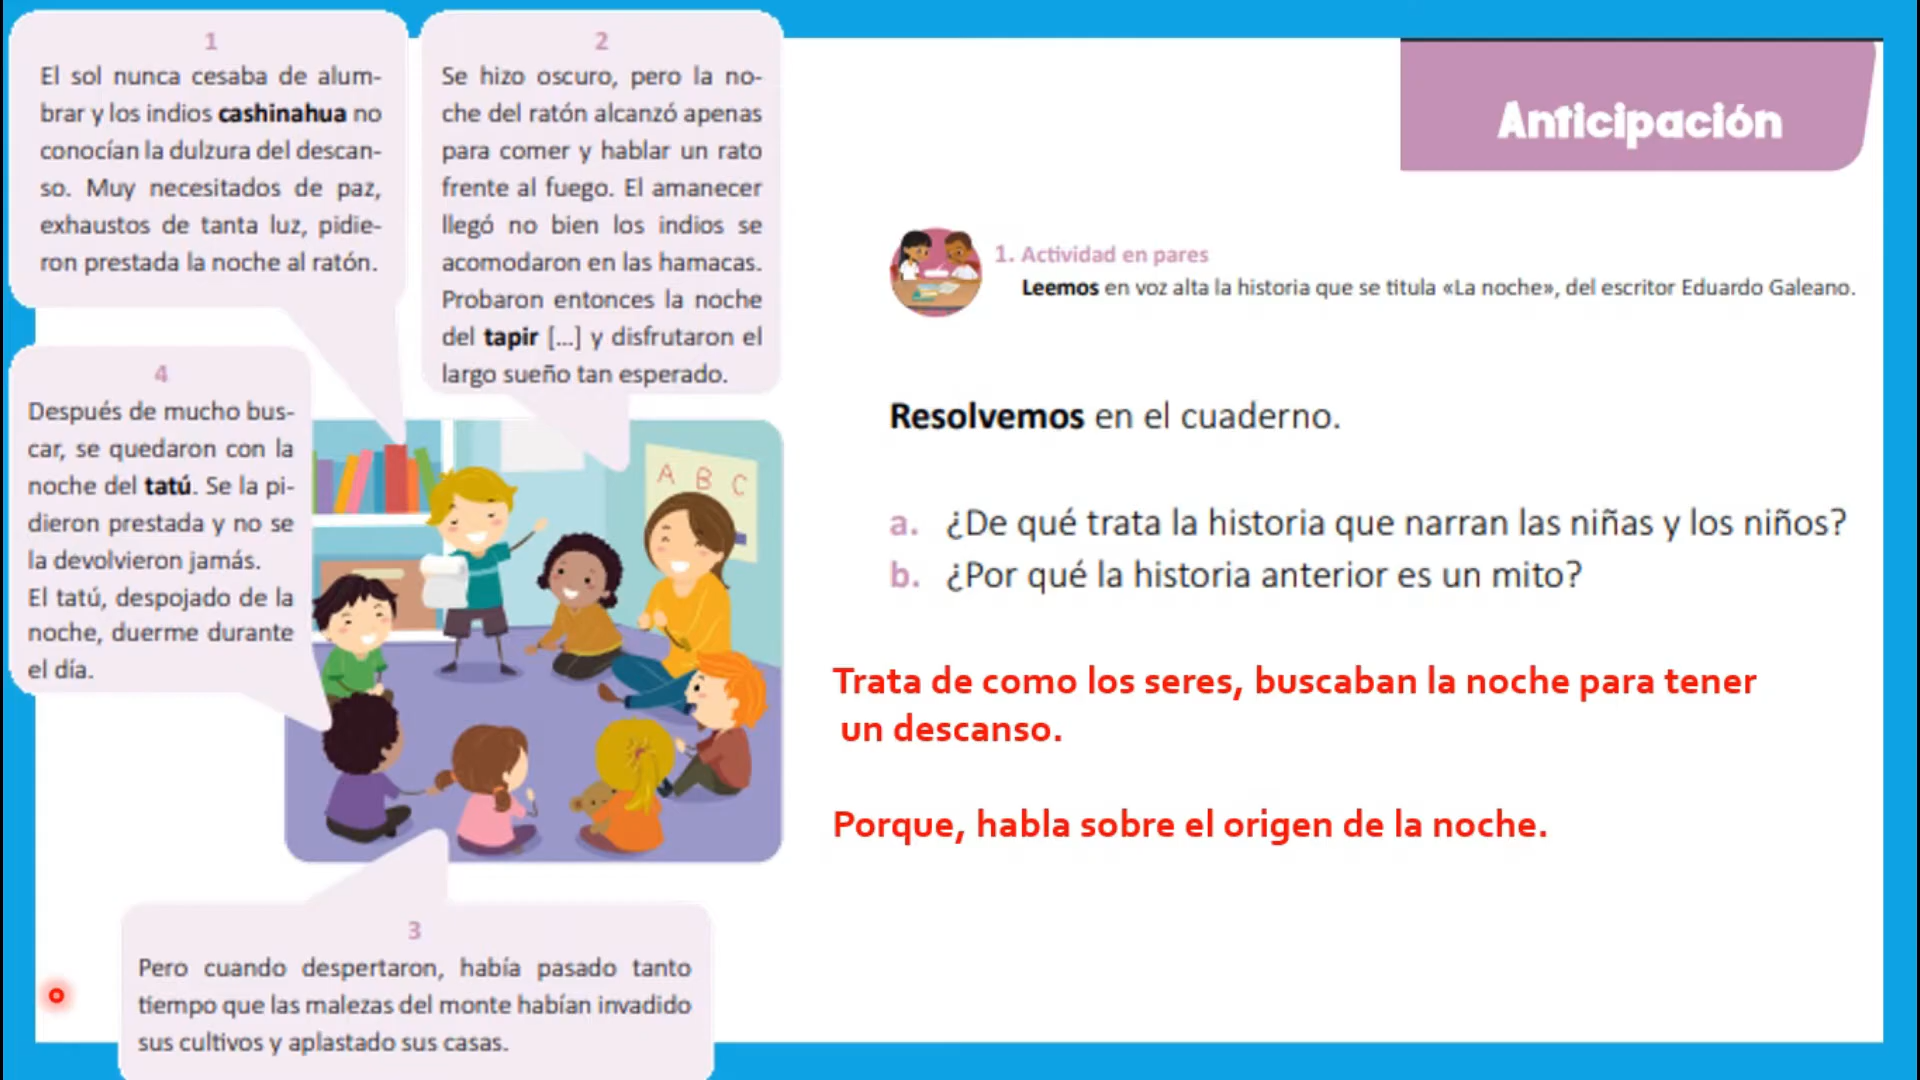 1
El sol nunca cesaba de alum-
brar y los indios cashinahua no
conocían la dulzura del descan-
so. Muy necesitados de paz,
exhaustos de tanta luz, pidie-
ron prestada la noche al ratón.
2
Se hizo oscuro, pero la no-
che del ratón alcanzó apenas
para comer y hablar un rato
frente al fuego. El amanecer
llegó no bien los indios se
acomodaron en las hamacas.
Probaron entonces la noche
del tapir [...] y disfrutaron el
largo sueño tan esperado.
3
Pero cuando despertaron, había pasado tanto
tiempo que las malezas del monte habían invadido
sus cultivos y aplastado sus casas.
4
Después de mucho bus-
car, se quedaron con la
noche del tatú. Se la pi-
dieron prestada y no se
la devolvieron jamás.
El tatú, despojado de la
noche, duerme durante
el día.
A B C
Anticipación
1. Actividad en pares
Leemos en voz alta la historia que se titula «La noche», del escritor Eduardo Galeano.
Resolvemos en el cuaderno.
a. ¿De qué trata la historia que narran las niñas y los niños?
b. ¿Por qué la historia anterior es un mito?
Trata de como los seres, buscaban la noche para tener
un descanso.
Porque, habla sobre el origen de la noche.